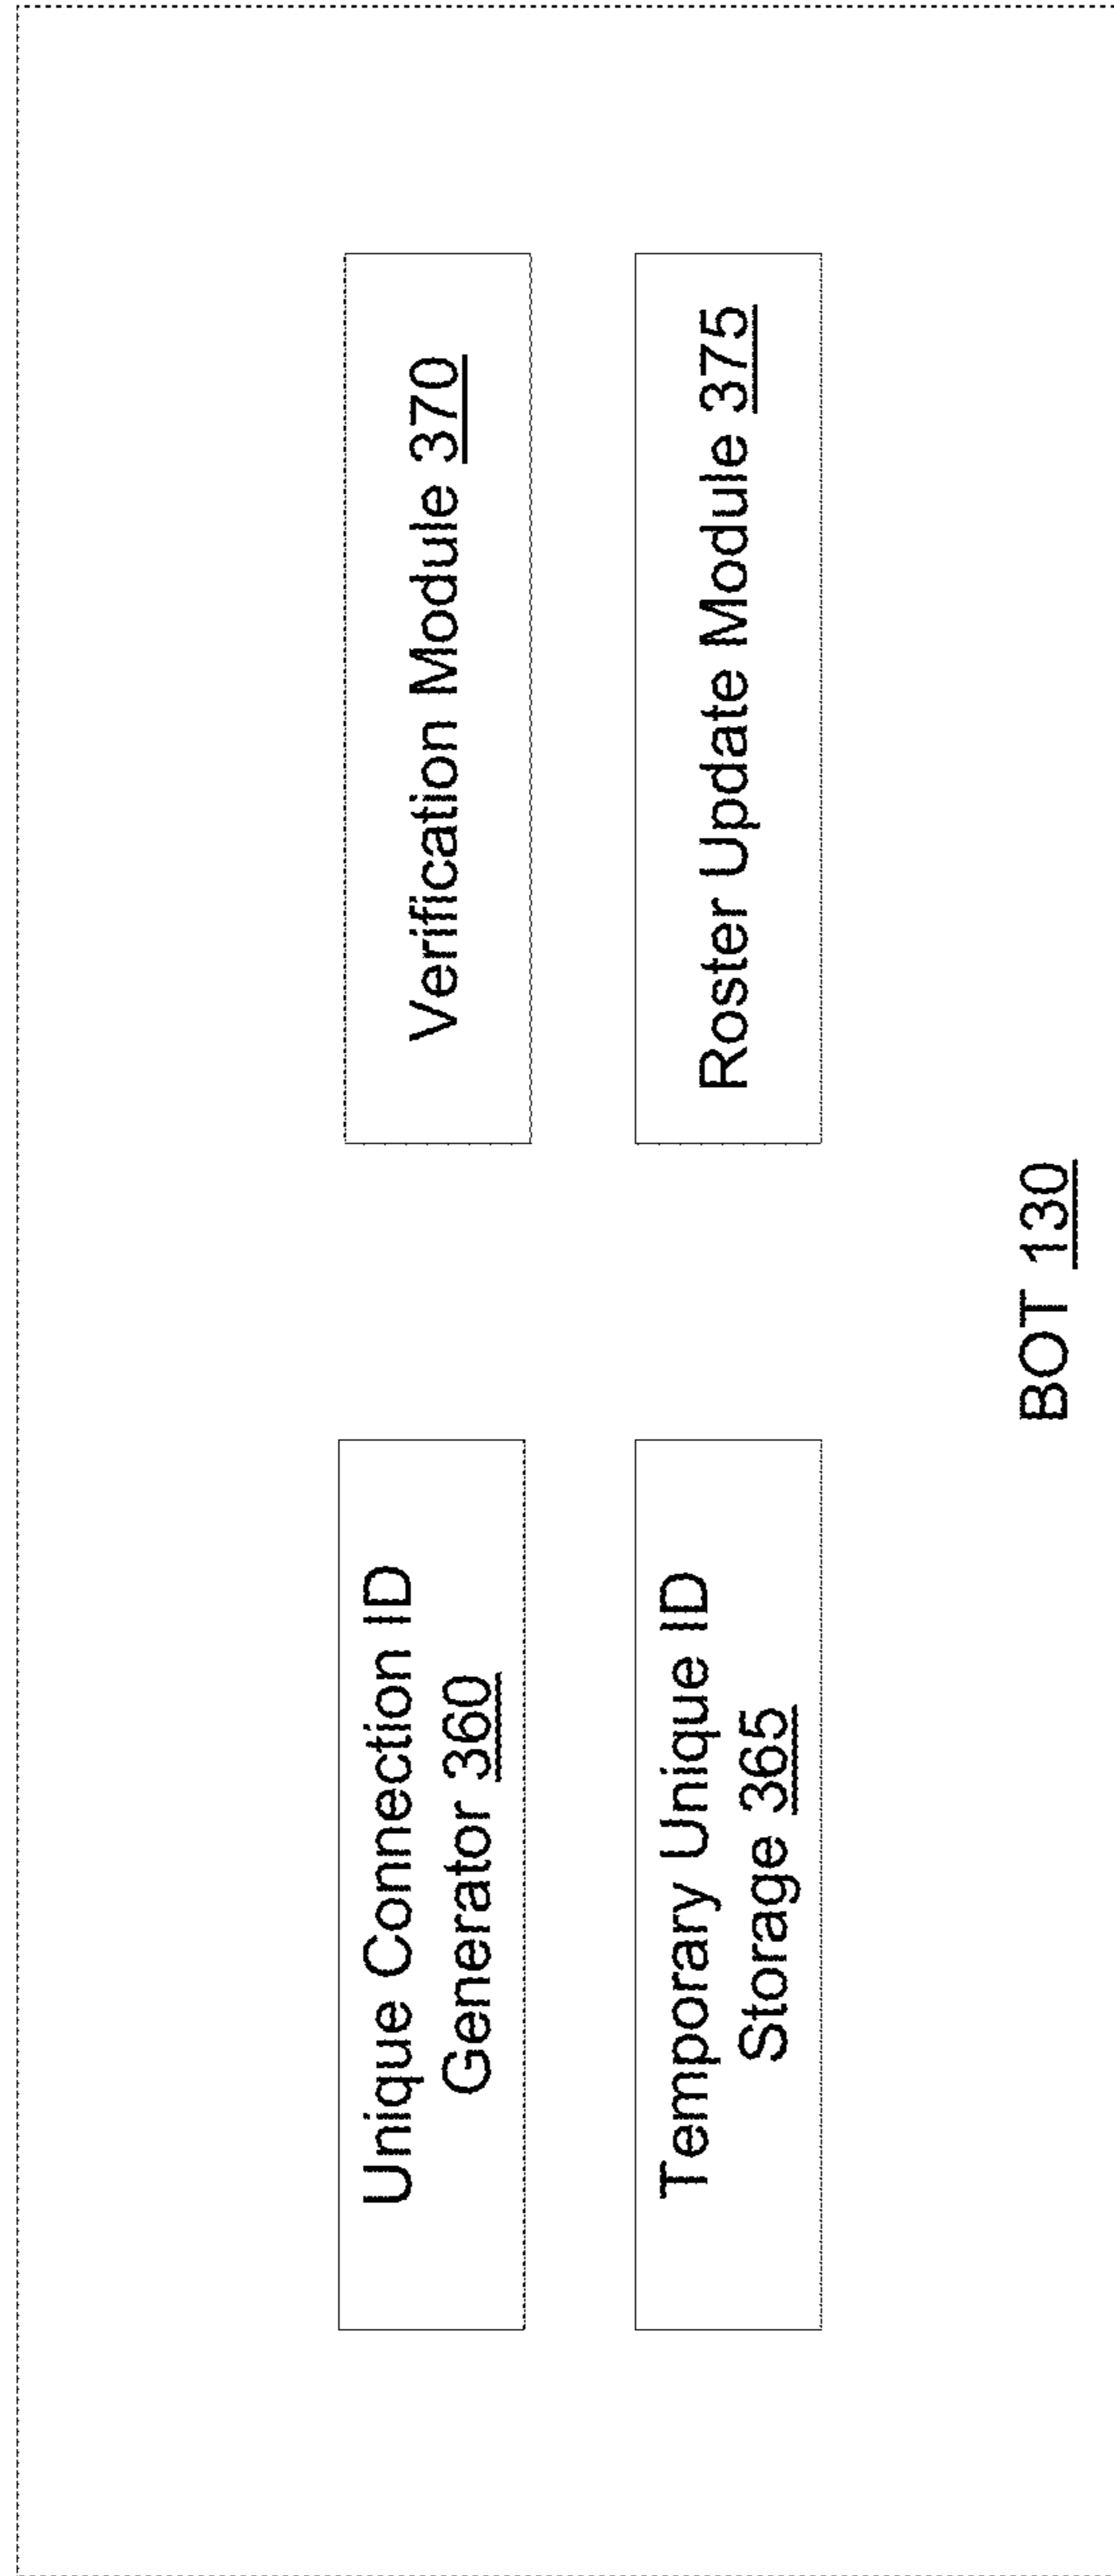 Unique Connection ID
Generator 360
Verification Module 370
Temporary Unique ID
Storage 365
Roster Update Module 375
BOT 130